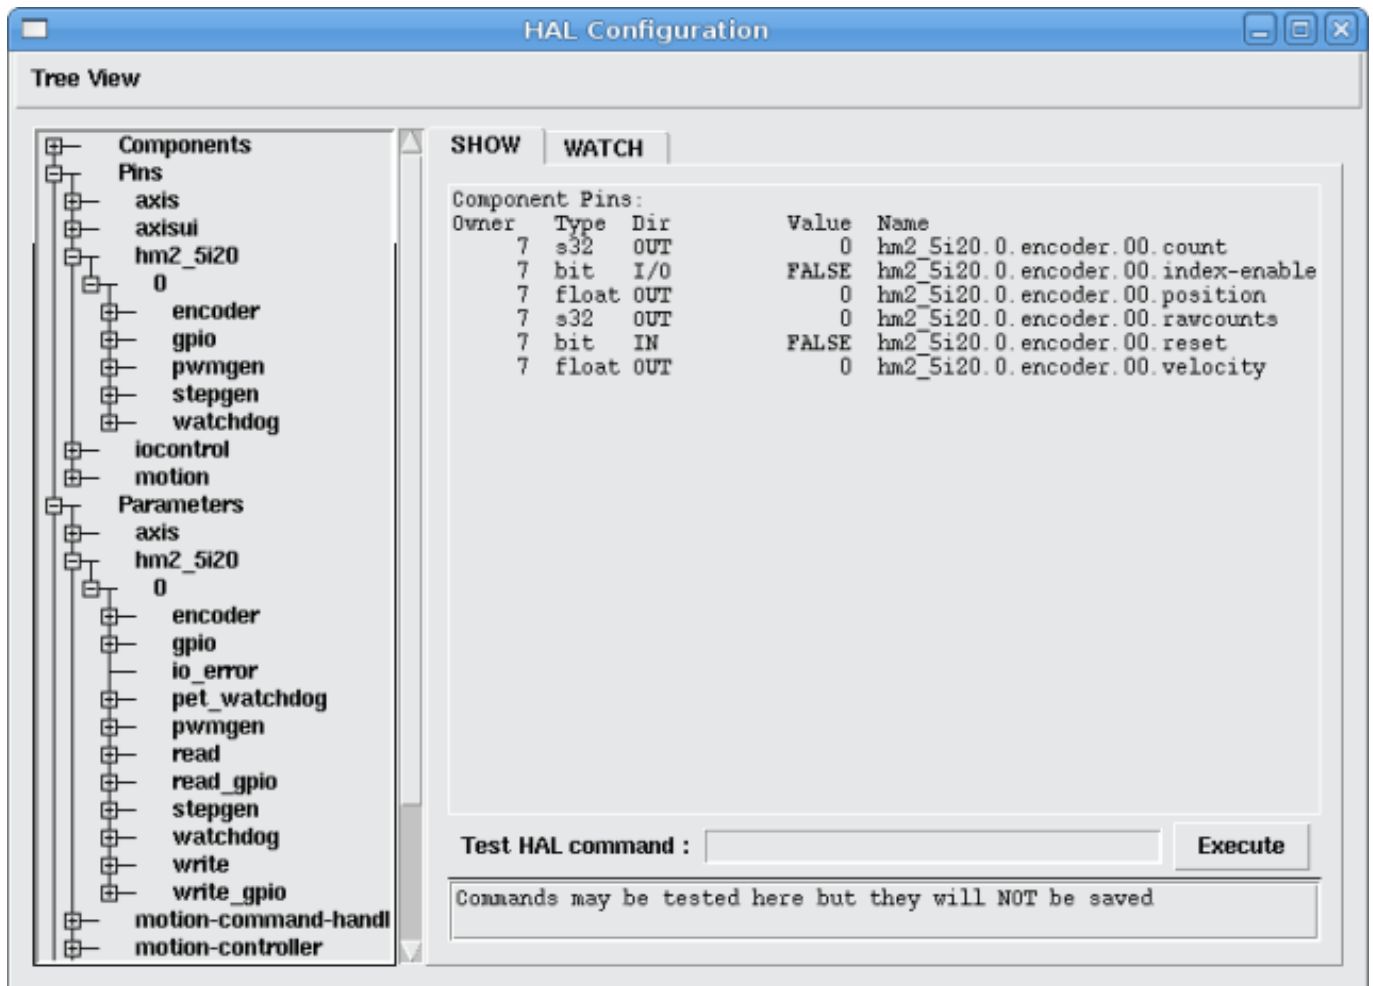 HAL Configuration
Tree View
Components
Pins
axis
axisui
hm2_5i20
0
encoder
gpio
pwmgen
stepgen
watchdog
iocontrol
motion
Parameters
axis
hm2_5i20
0
encoder
gpio
io_error
pet_watchdog
pwmgen
read
read_gpio
stepgen
watchdog
write
write_gpio
motion-command-handl
motion-controller
SHOW WATCH
Component Pins:
Owner Type Dir Value Name
7 s32 OUT 0 hm2_5i20.0.encoder.00.count
7 bit I/O FALSE hm2_5i20.0.encoder.00.index-enable
7 float OUT 0 hm2_5i20.0.encoder.00.position
7 s32 OUT 0 hm2_5i20.0.encoder.00.rawcounts
7 bit IN FALSE hm2_5i20.0.encoder.00.reset
7 float OUT 0 hm2_5i20.0.encoder.00.velocity
Test HAL command : Execute
Commands may be tested here but they will NOT be saved